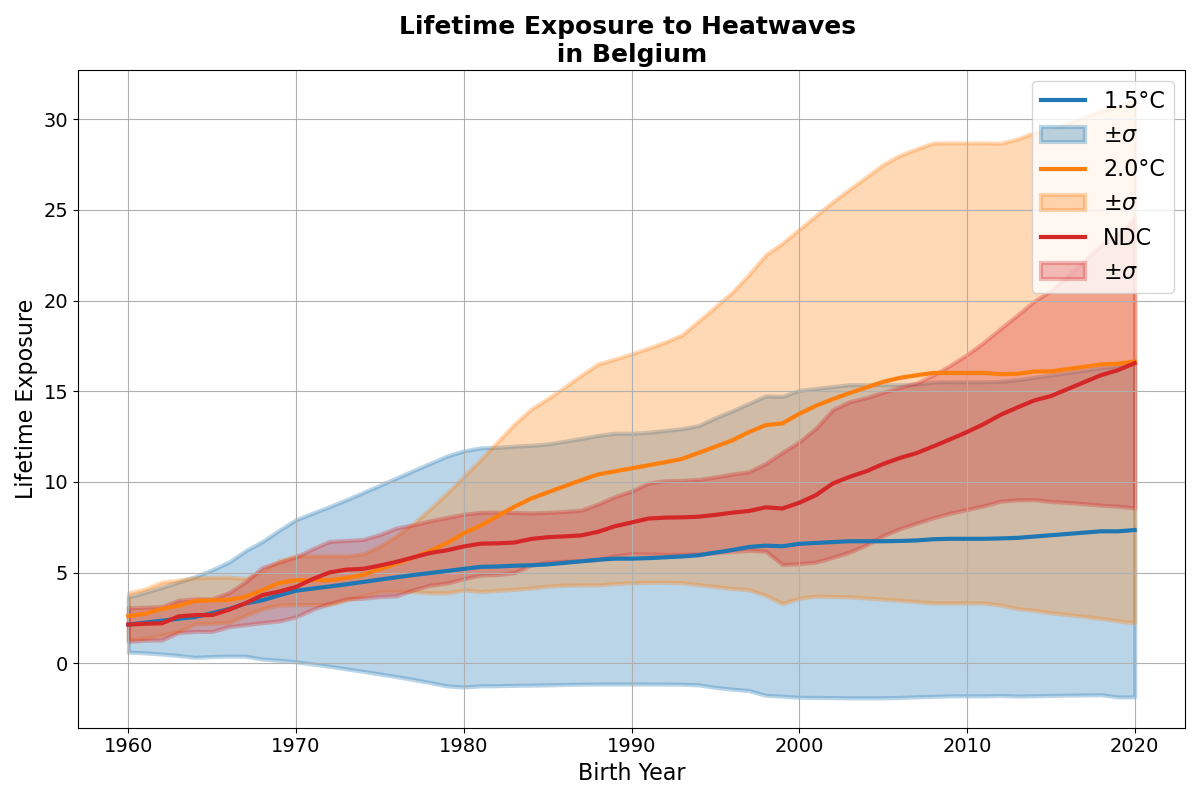 Lifetime Exposure to Heatwaves
in Belgium
1.5°C
±σ
2.0°C
±σ
NDC
±σ
Lifetime Exposure
30
25
20
15
10
5
0
1960 1970 1980 1990 2000 2010 2020
Birth Year